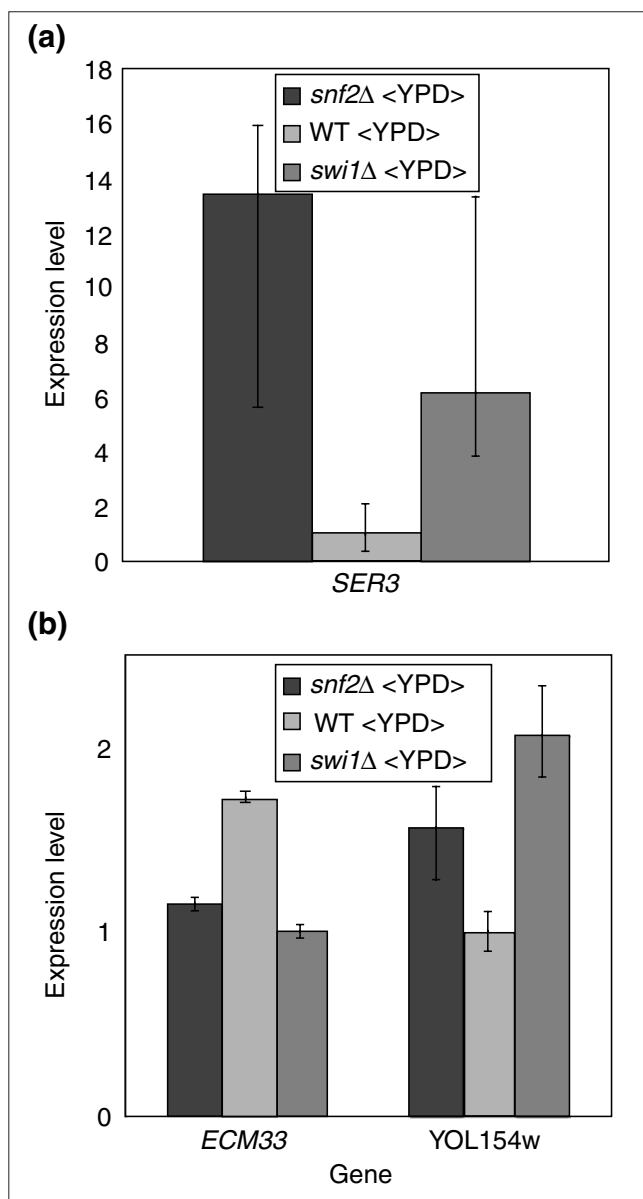 (a)
18
16
14
12
10
8
6
4
2
0
Expression level
snf2Δ <YPD>
WT <YPD>
swi1Δ <YPD>
SER3
(b)
2
1
0
Expression level
snf2Δ <YPD>
WT <YPD>
swi1Δ <YPD>
ECM33 YOL154w
Gene